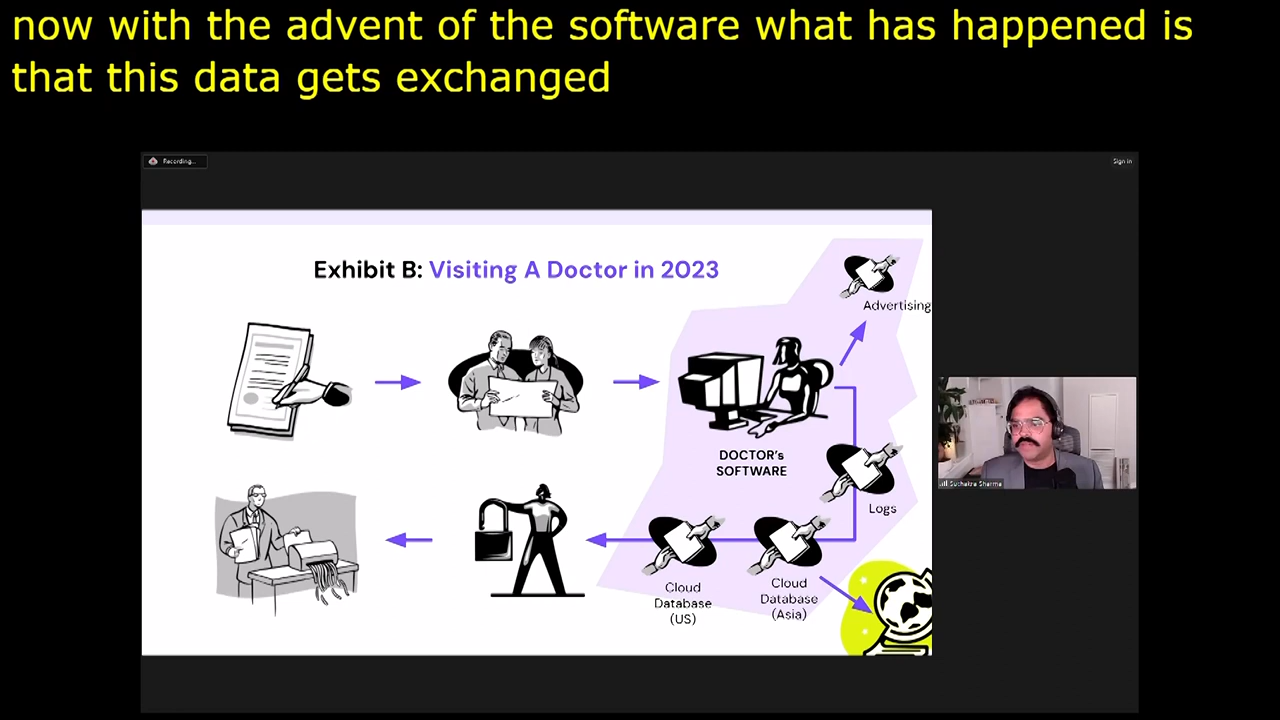 now with the advent of the software what has happened is
that this data gets exchanged
Recording...
Sign in
Exhibit B: Visiting A Doctor in 2023
Advertising
DOCTOR's
SOFTWARE
Logs
Cloud
Database
(US)
Cloud
Database
(Asia)
Suchakra Sharma